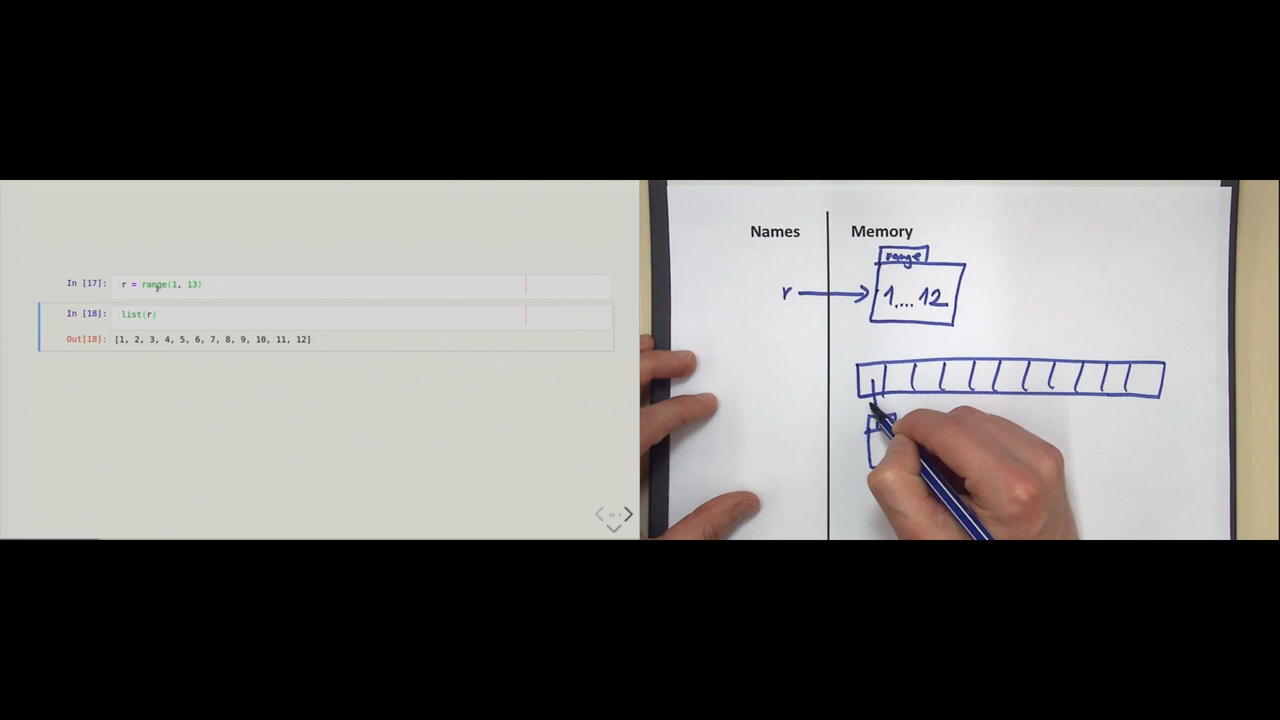 In [17]: r = range(1, 13)
In [18]: list(r)
Out[18]: [1, 2, 3, 4, 5, 6, 7, 8, 9, 10, 11, 12]
Names Memory
range
r 1.... 12